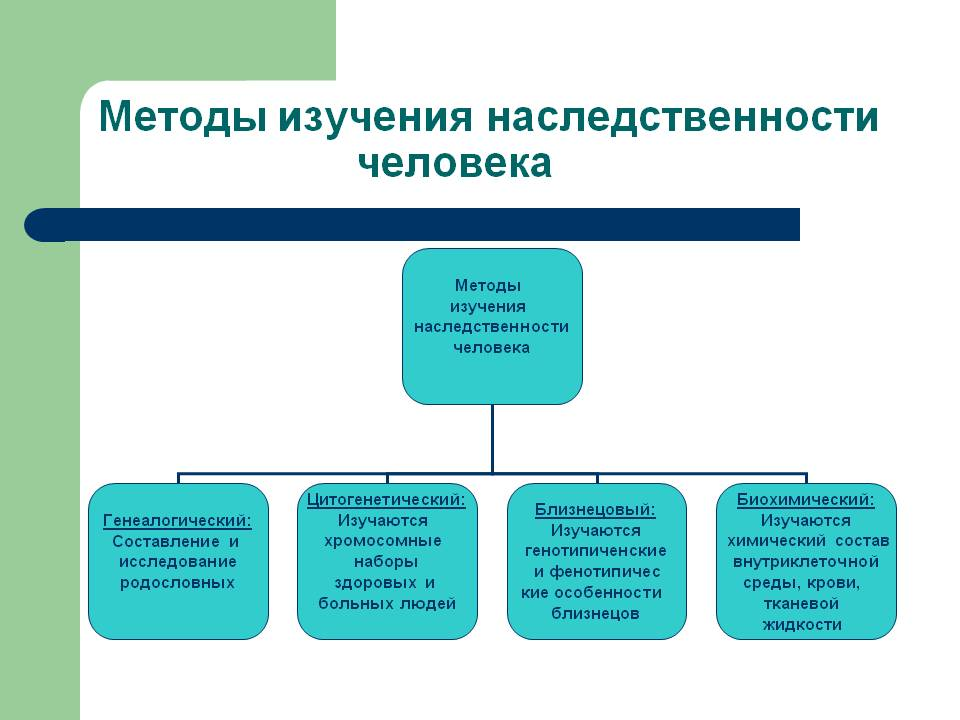 Методы изучения наследственности
человека
Методы
изучения
наследственности
человека
Генеалогический:
Составление и
исследование
родословных
Цитогенетический:
Изучаются
хромосомные
наборы
здоровых и
больных людей
Близнецовый:
Изучаются
генотипиченские
и фенотипичес
кие особенности
близнецов
Биохимический:
Изучаются
химический состав
внутриклеточной
среды, крови,
тканевой
жидкости